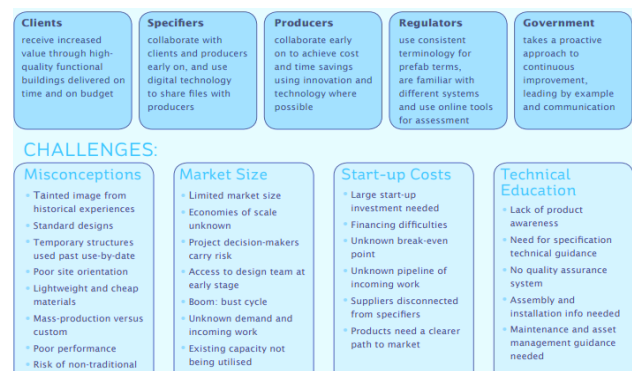 Clients
receive increased
value through high-
quality functional
buildings delivered on
time and on budget
Specifiers
collaborate with
clients and producers
early on, and use
digital technology
to share files with
producers
Producers
collaborate early
on to achieve cost
and time savings
using innovation and
technology where
possible
Regulators
use consistent
terminology for
prefab terms,
are familiar with
different systems
and use online tools
for assessment
Government
takes a proactive
approach to
continuous
improvement,
leading by example
and communication
CHALLENGES:
Misconceptions
• Tainted image from
historical experiences
• Standard designs
• Temporary structures
used past use-by-date
• Poor site orientation
• Lightweight and cheap
materials
• Mass-production versus
custom
• Poor performance
• Risk of non-traditional
Market Size
• Limited market size
• Economies of scale
unknown
• Project decision-makers
carry risk
• Access to design team at
early stage
• Boom: bust cycle
• Unknown demand and
incoming work
• Existing capacity not
being utilised
Start-up Costs
• Large start-up
investment needed
• Financing difficulties
• Unknown break-even
point
• Unknown pipeline of
incoming work
• Suppliers disconnected
from specifiers
• Products need a clearer
path to market
Technical
Education
• Lack of product
awareness
• Need for specification
technical guidance
• No quality assurance
system
• Assembly and
installation info needed
• Maintenance and asset
management guidance
needed